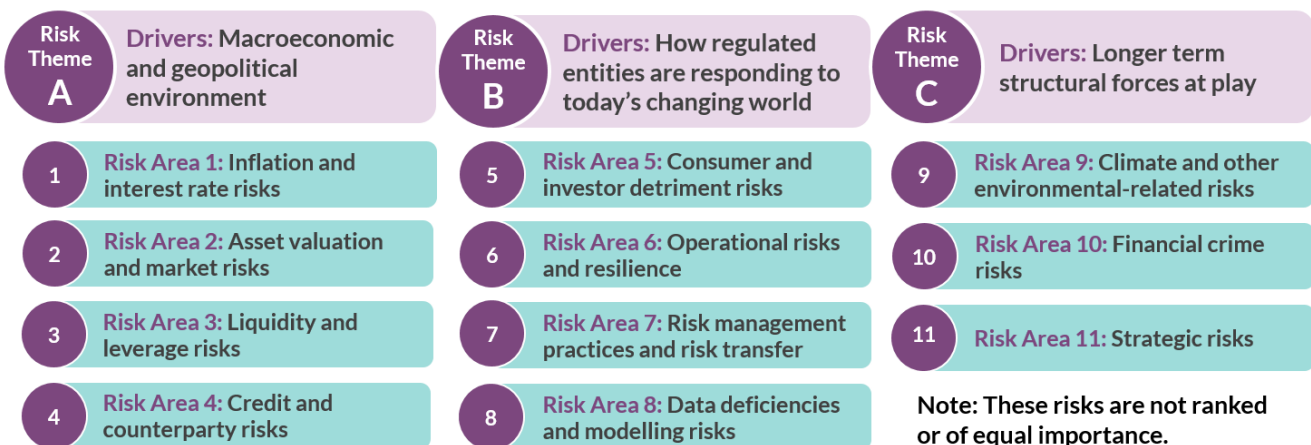 Risk
Theme
A
Drivers: Macroeconomic
and geopolitical
environment
1
Risk Area 1: Inflation and
interest rate risks
2
Risk Area 2: Asset valuation
and market risks
3
Risk Area 3: Liquidity and
leverage risks
4
Risk Area 4: Credit and
counterparty risks
Risk
Theme
B
Drivers: How regulated
entities are responding to
today's changing world
5
Risk Area 5: Consumer and
investor detriment risks
6
Risk Area 6: Operational risks
and resilience
7
Risk Area 7: Risk management
practices and risk transfer
8
Risk Area 8: Data deficiencies
and modelling risks
Risk
Theme
C
Drivers: Longer term
structural forces at play
9
Risk Area 9: Climate and other
environmental-related risks
10
Risk Area 10: Financial crime
risks
11
Risk Area 11: Strategic risks
Note: These risks are not ranked
or of equal importance.